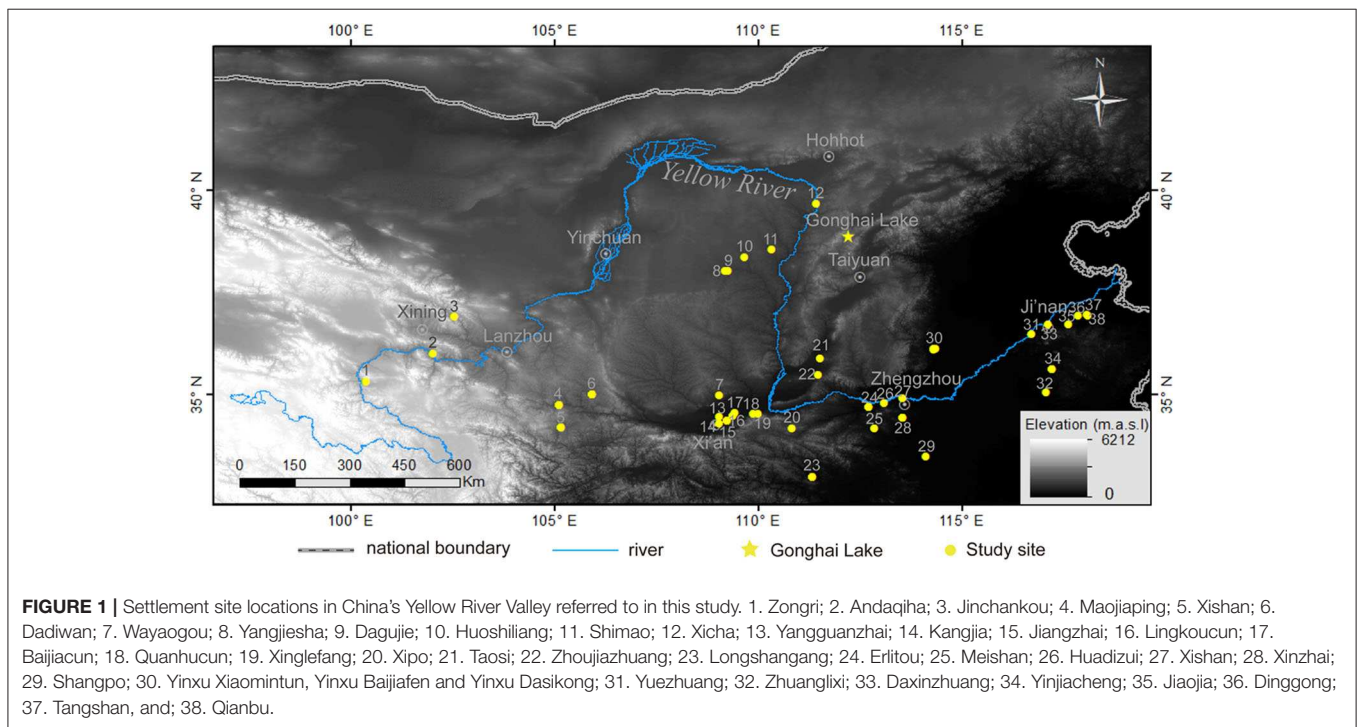 100° E 105° E 110° E 115° E
N
Hohhot
40° N 40° N
Yellow River
12
Gonghai Lake
Yinchuan
11
10
9
8
Taiyuan
Xining
3
Ji'nan 36 37
Lanzhou
2
31 33 35 38
21
30
1
6
22
34
35° N 35° N
7
Zhengzhou
4
32
24 26 27
13 17 18
5
14 16 19 20 25 28
15
Xi'an
29
23
Elevation (m.a.s.l)
6212
0
0 150 300 450 600
Km
100° E 105° E 110° E 115° E
national boundary river Gonghai Lake Study site
FIGURE 1 | Settlement site locations in China's Yellow River Valley referred to in this study. 1. Zongri; 2. Andaqiha; 3. Jinchankou; 4. Maojiaping; 5. Xishan; 6.
Dadiwan; 7. Wayaogou; 8. Yangjiesha; 9. Dagujie; 10. Huoshiliang; 11. Shimao; 12. Xicha; 13. Yangguanzhai; 14. Kangjia; 15. Jiangzhai; 16. Lingkoucun; 17.
Baijiacun; 18. Quanhucun; 19. Xinglefang; 20. Xipo; 21. Taosi; 22. Zhoujiazhuang; 23. Longshangang; 24. Erlitou; 25. Meishan; 26. Huadizui; 27. Xishan; 28. Xinzhai;
29. Shangpo; 30. Yinxu Xiaomintun, Yinxu Baijiafen and Yinxu Dasikong; 31. Yuezhuang; 32. Zhuanglixi; 33. Daxinzhuang; 34. Yinjiacheng; 35. Jiaojia; 36. Dinggong;
37. Tangshan, and; 38. Qianbu.